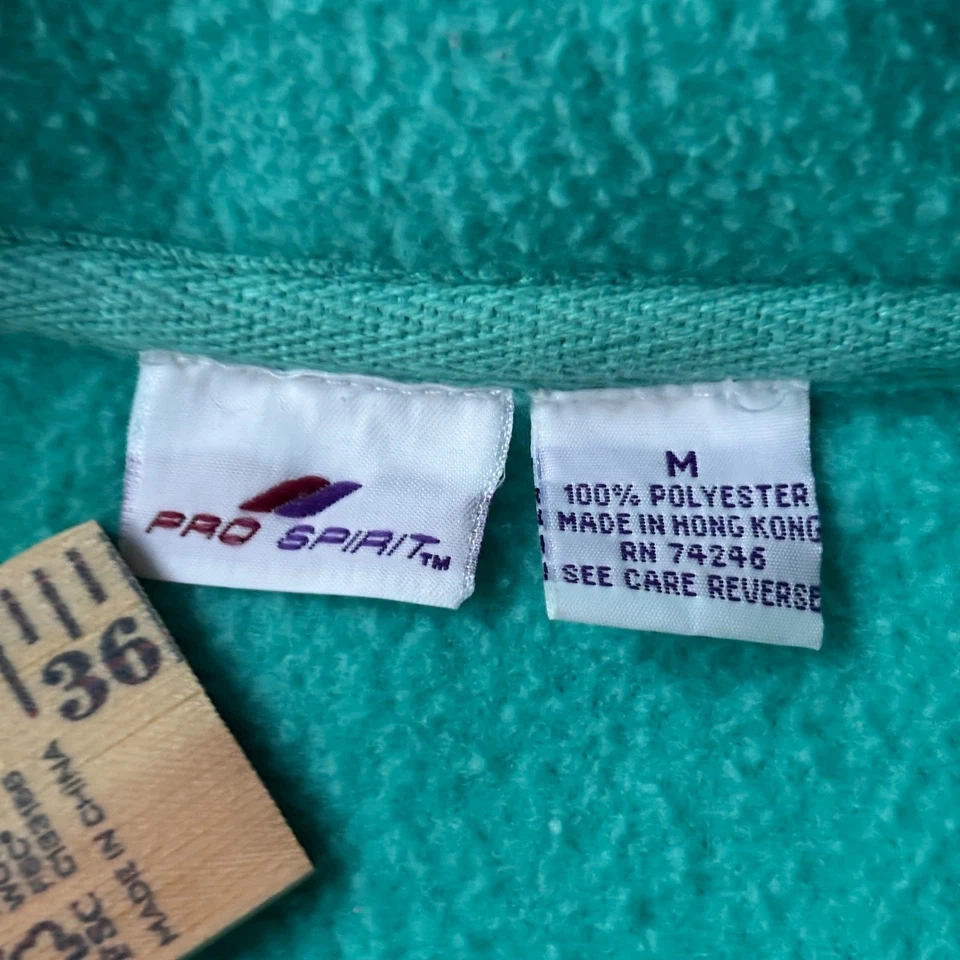 PRO SPIRIT™
M
100% POLYESTER
MADE IN HONG KONG
RN 74246
SEE CARE REVERSE
36
MADE IN CHINA